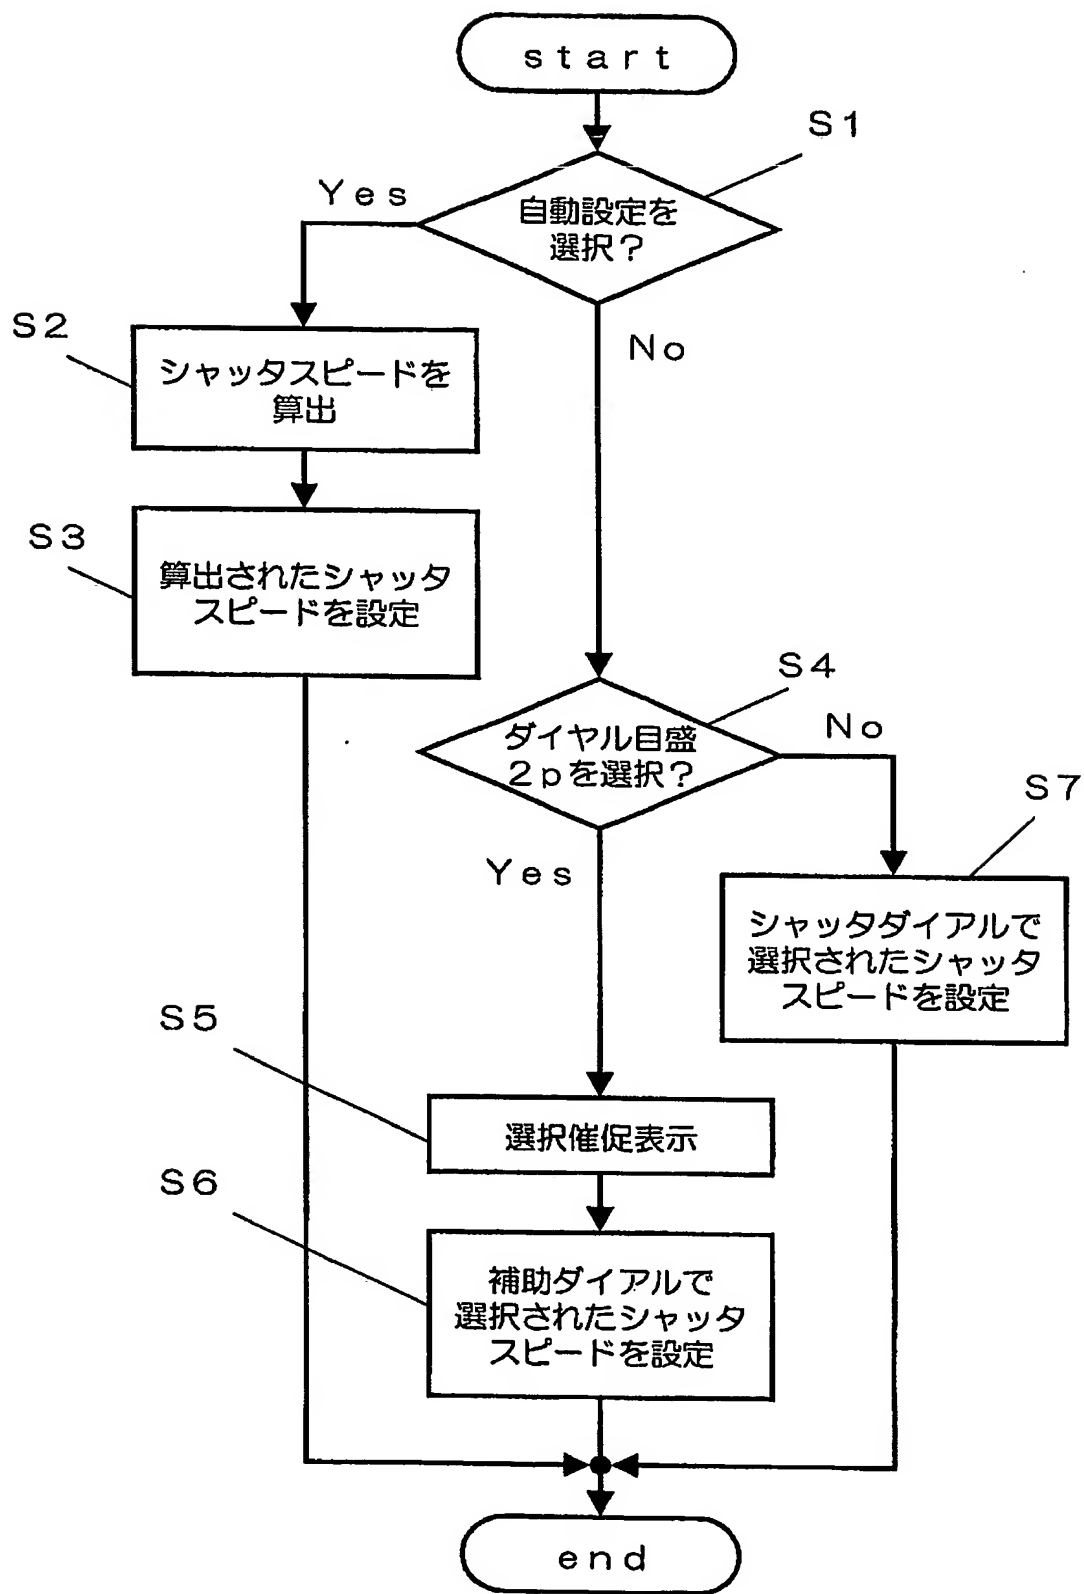 start
S1
Yes
自動設定を
選択?
No
S2
シャッタスピードを
算出
S3
算出されたシャッタ
スピードを設定
S4
ダイヤル目盛
2pを選択?
No
Yes
S7
シャッタダイアルで
選択されたシャッタ
スピードを設定
S5
選択催促表示
S6
補助ダイアルで
選択されたシャッタ
スピードを設定
end